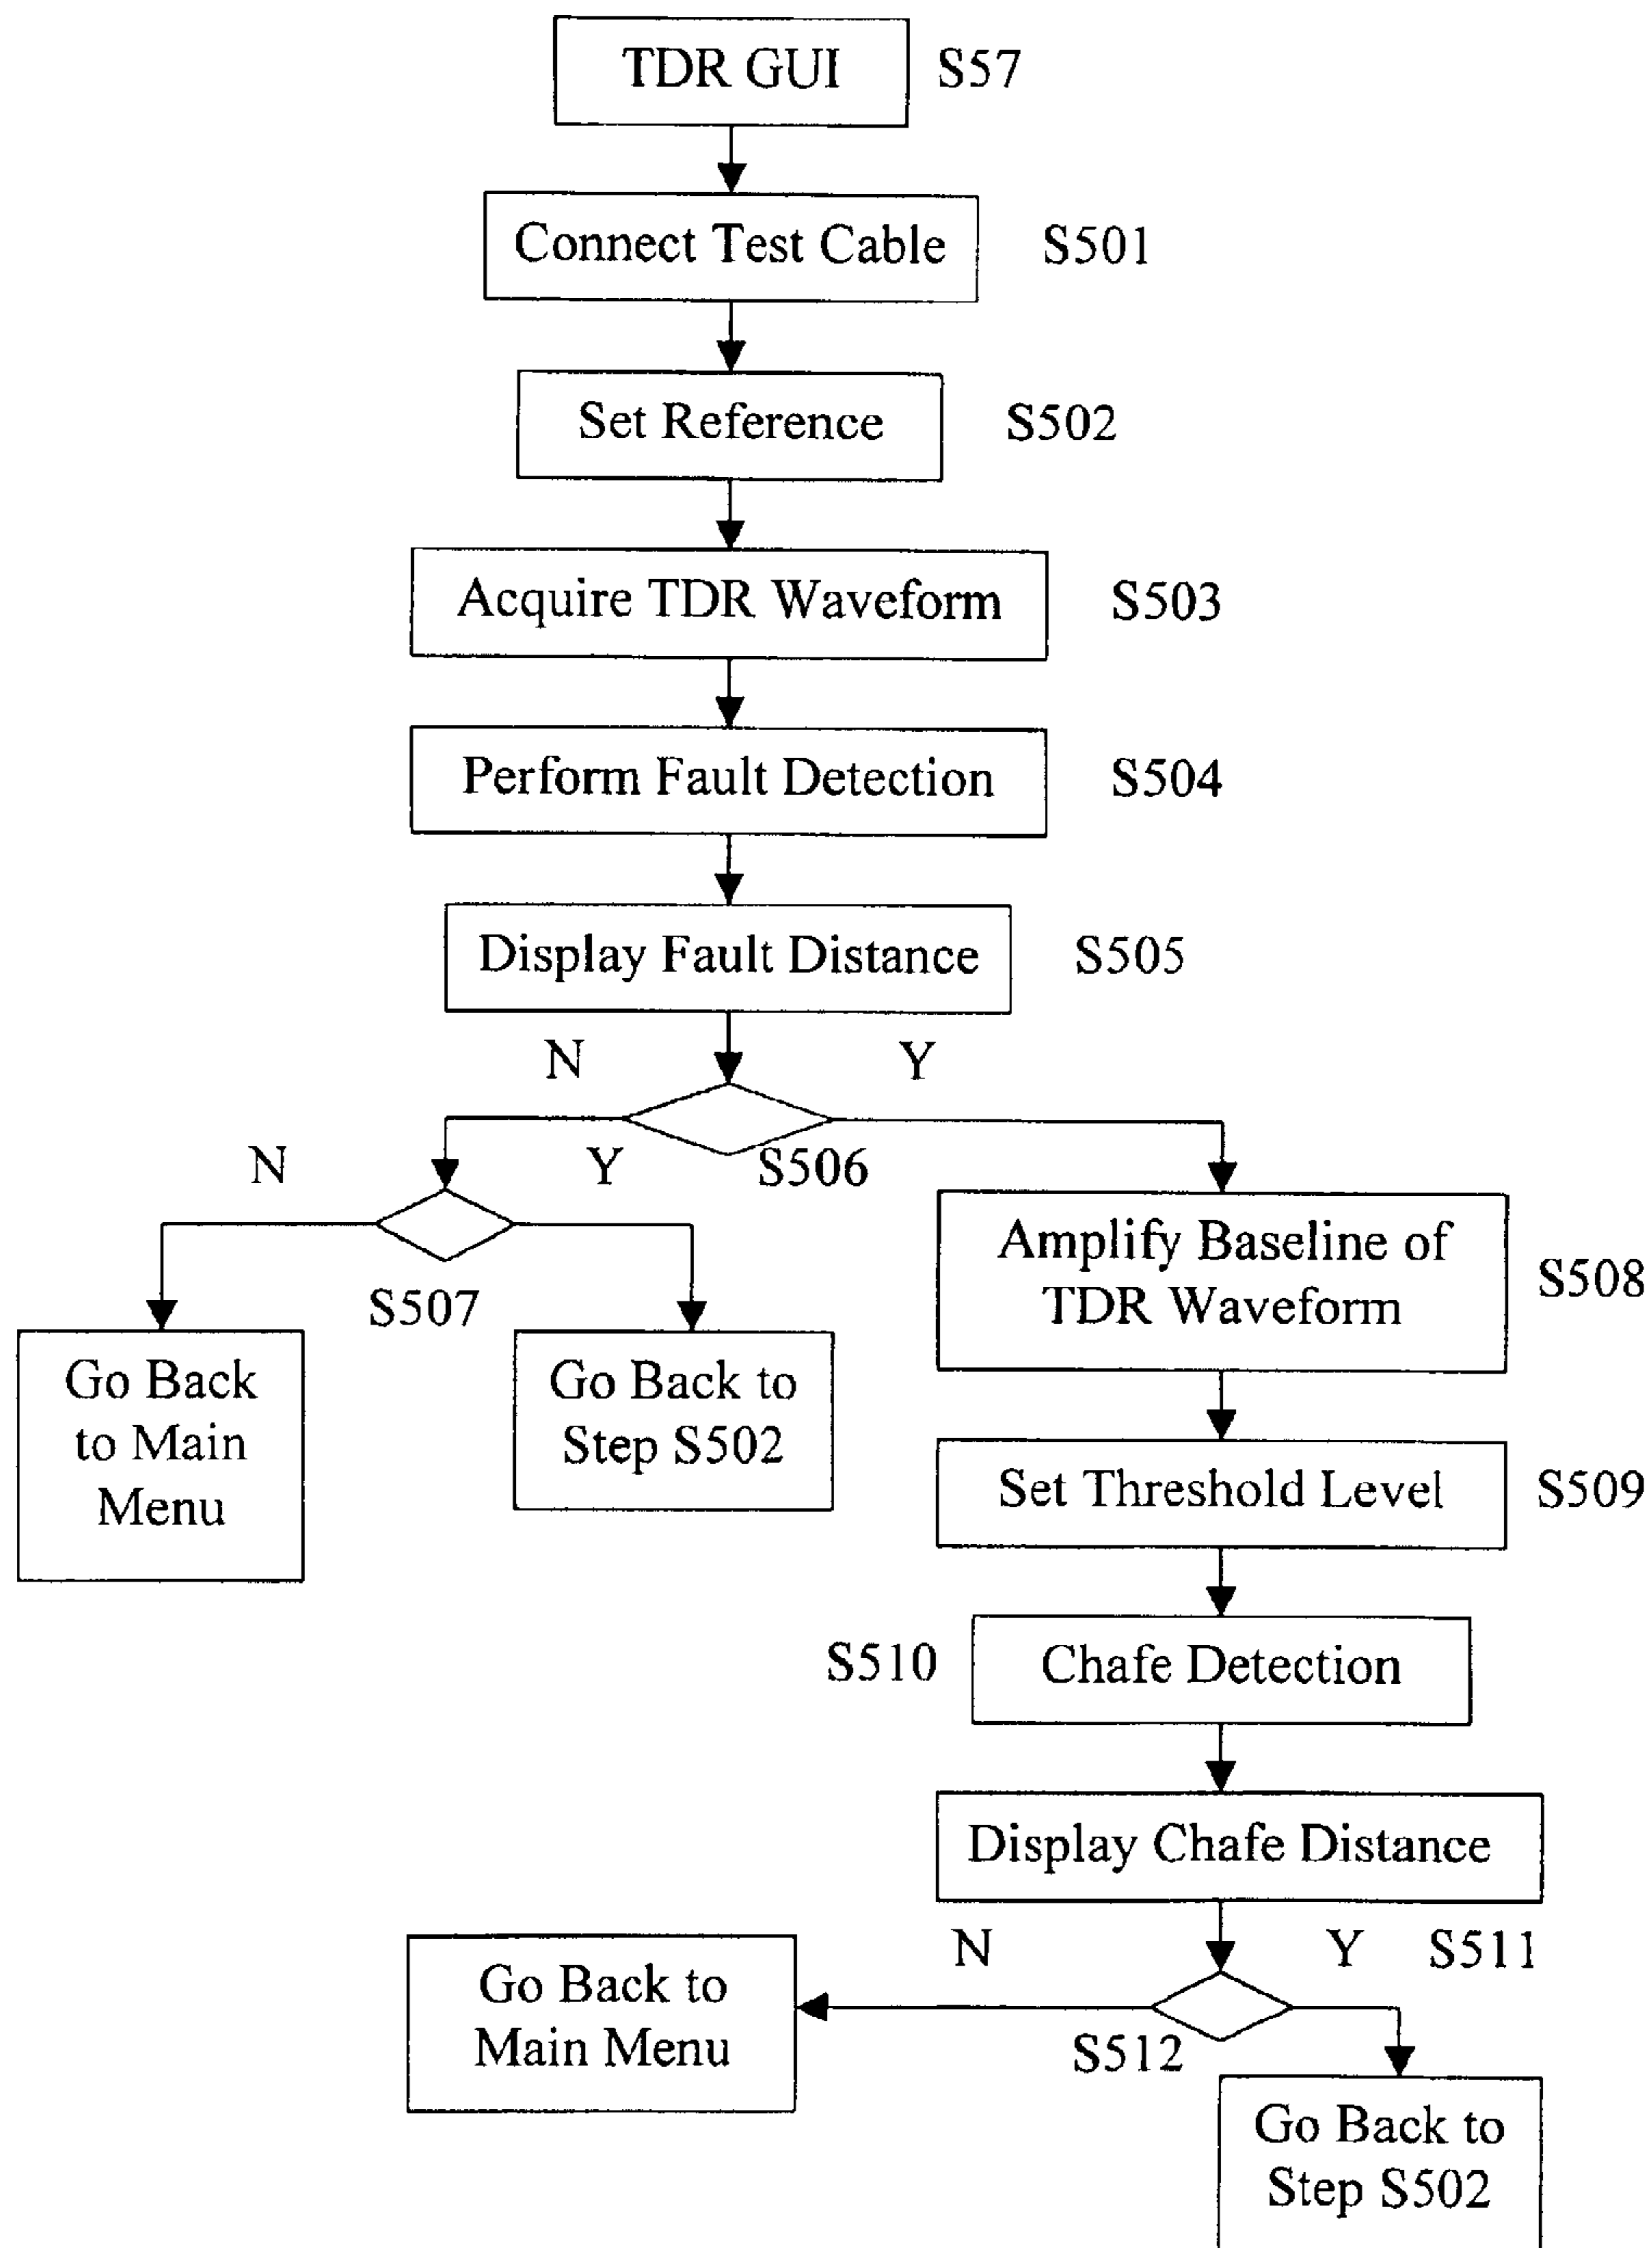 TDR GUI S57
Connect Test Cable S501
Set Reference S502
Acquire TDR Waveform S503
Perform Fault Detection S504
Display Fault Distance S505
N Y
S506
N Y
S507
Go Back
to Main
Menu
Go Back to
Step S502
Amplify Baseline of
TDR Waveform
S508
Set Threshold Level S509
S510 Chafe Detection
Display Chafe Distance
N Y S511
S512
Go Back to
Main Menu
Go Back to
Step S502